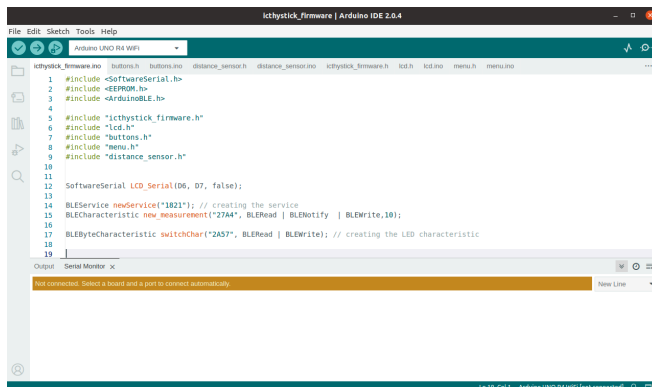 icthystick_firmware | Arduino IDE 2.0.4
File Edit Sketch Tools Help
Arduino UNO R4 WiFi
icthystick_firmware.ino buttons.h buttons.ino distance_sensor.h distance_sensor.ino icthystick_firmware.h lcd.h lcd.ino menu.h menu.ino ...
1 #include <SoftwareSerial.h>
2 #include <EEPROM.h>
3 #include <ArduinoBLE.h>
4
5 #include "icthystick_firmware.h"
6 #include "lcd.h"
7 #include "buttons.h"
8 #include "menu.h"
9 #include "distance_sensor.h"
10
11
12 SoftwareSerial LCD_Serial(D6, D7, false);
13
14 BLEService newService("1821"); // creating the service
15 BLECharacteristic new_measurement("27A4", BLERead | BLENotify | BLEWrite,10);
16
17 BLEByteCharacteristic switchChar("2A57", BLERead | BLEWrite); // creating the LED characteristic
18
19
Output Serial Monitor x
Not connected. Select a board and a port to connect automatically.
New Line